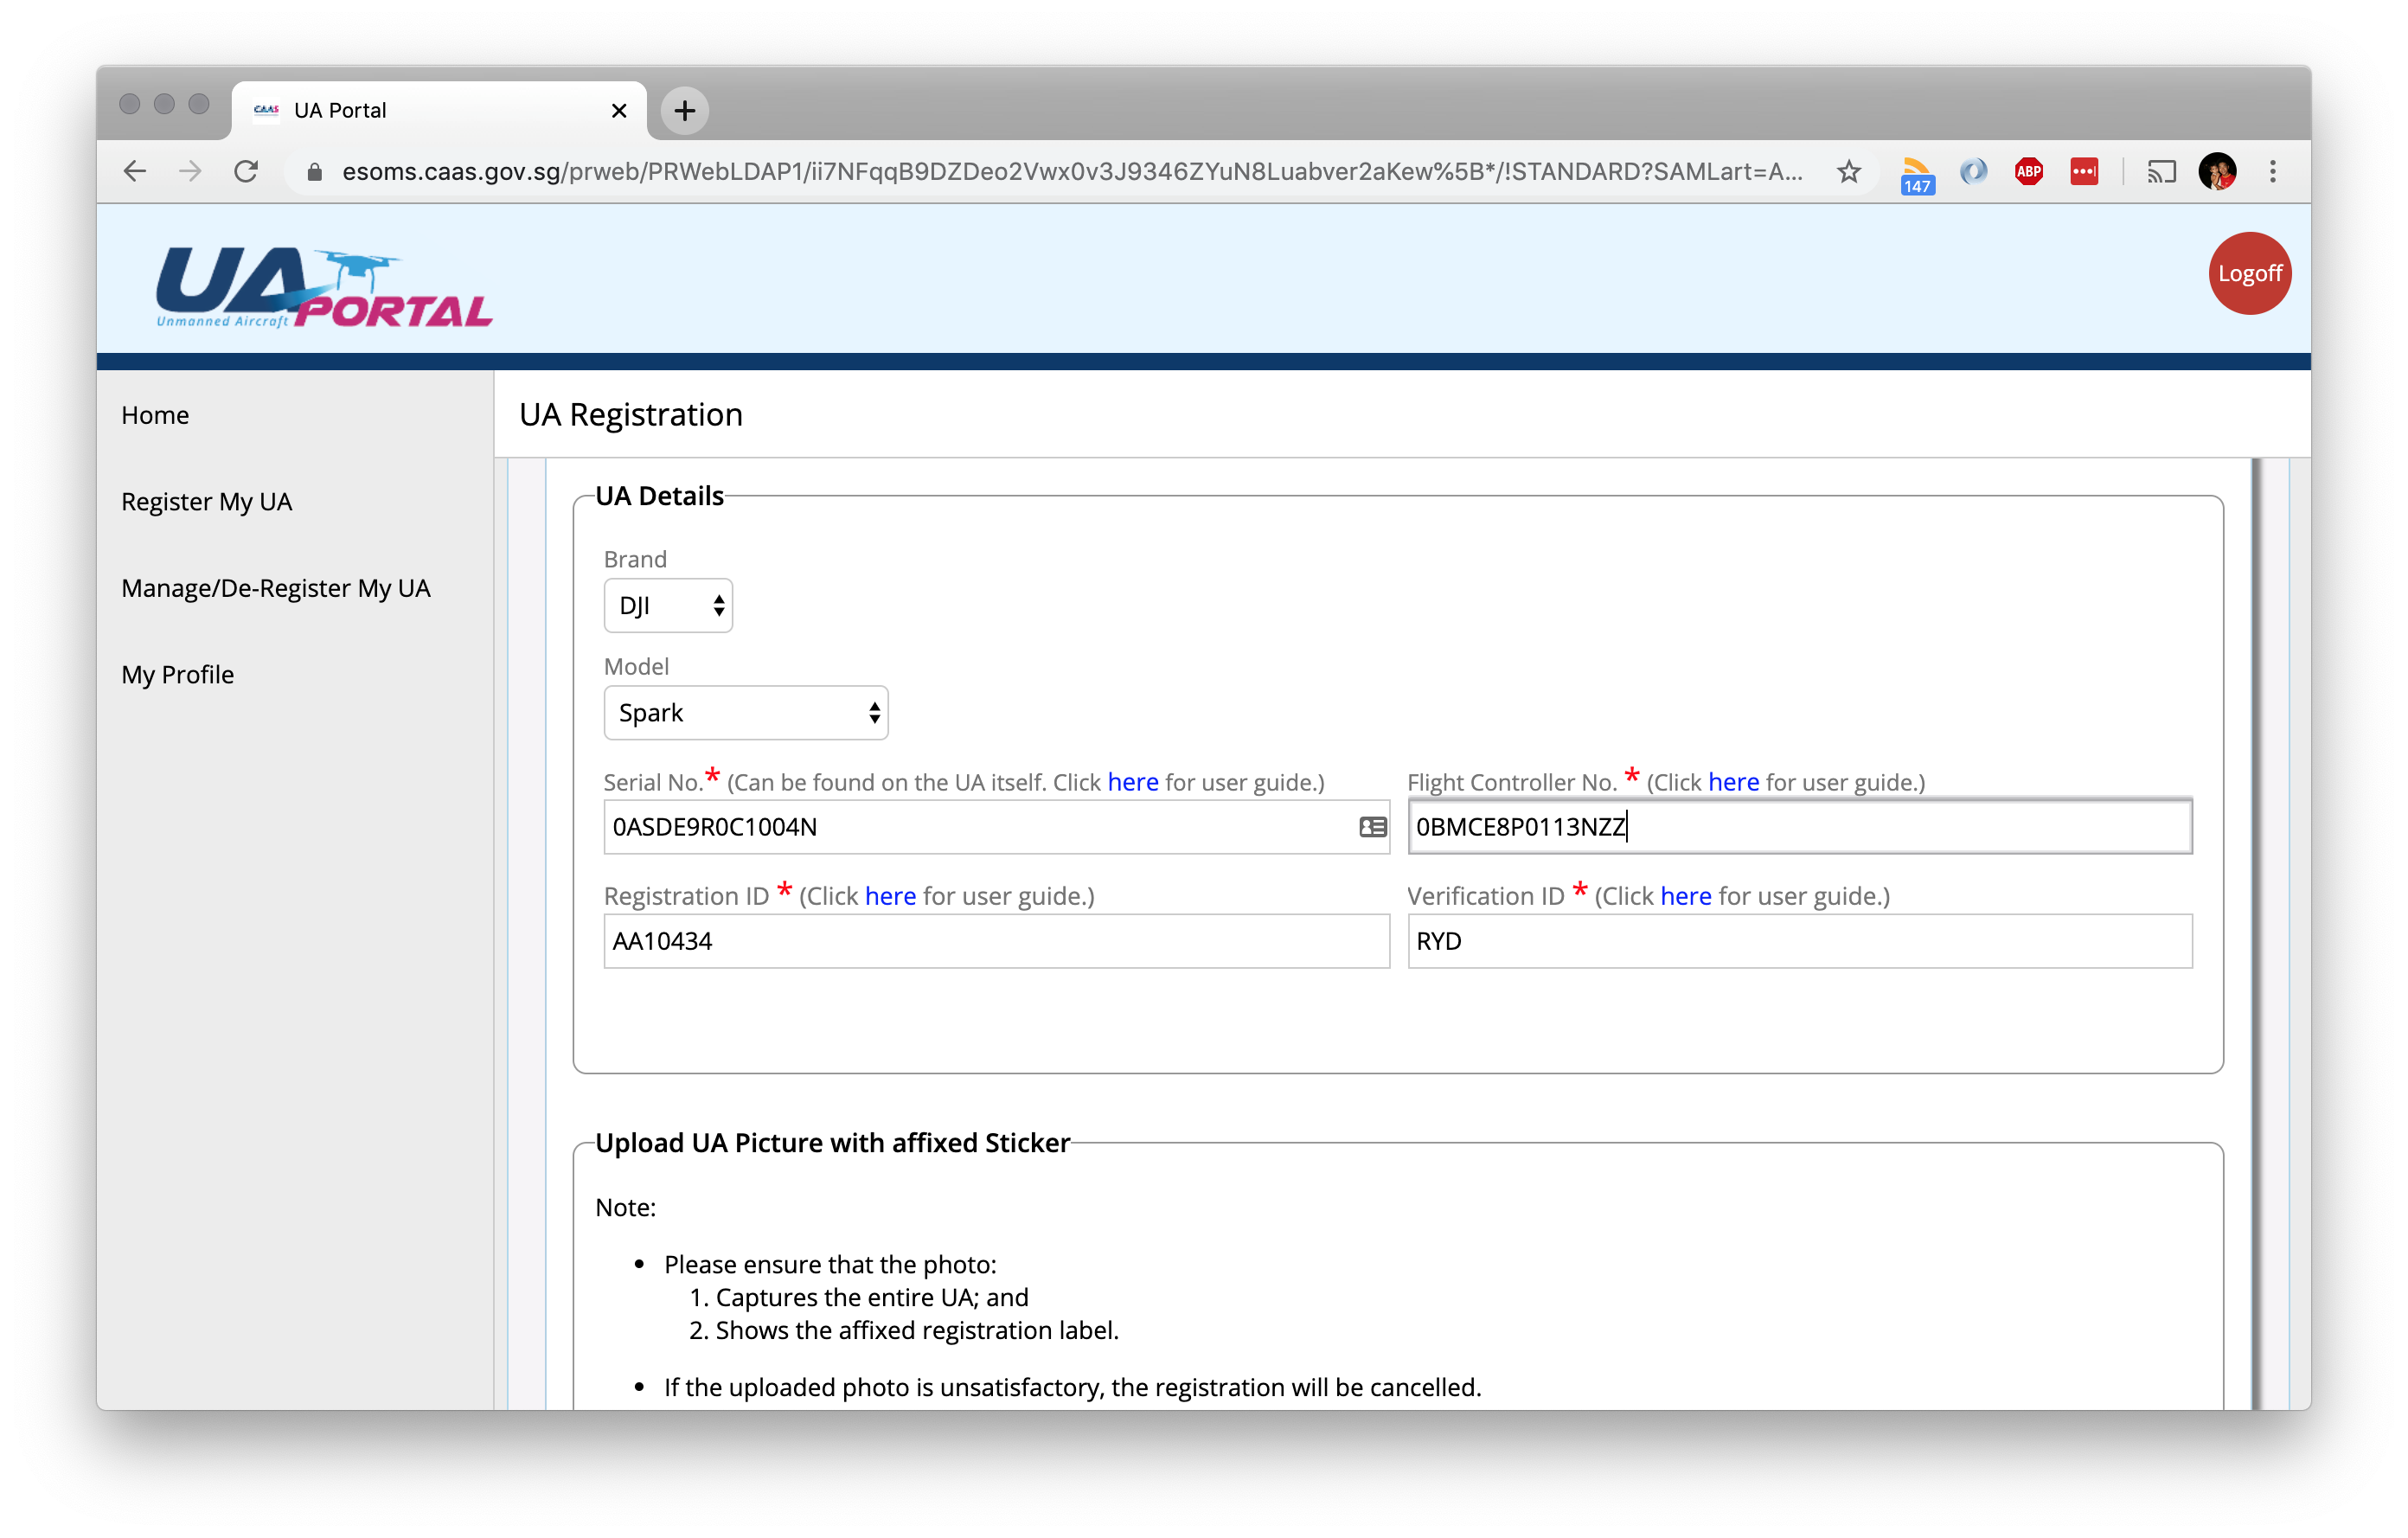 CAAS UA Portal
esoms.caas.gov.sg/prweb/PRWebLDAP1/ii7NFqqB9DZDeo2Vwx0v3J9346ZYuN8Luabver2aKew%5B*/!STANDARD?SAMLart=A...
147
ABP
UA PORTAL
Unmanned Aircraft
Logoff
Home
Register My UA
Manage/De-Register My UA
My Profile
UA Registration
UA Details
Brand
DJI
Model
Spark
Serial No.* (Can be found on the UA itself. Click here for user guide.)
0ASDE9R0C1004N
Flight Controller No. * (Click here for user guide.)
0BMCE8P0113NZZ
Registration ID * (Click here for user guide.)
AA10434
Verification ID * (Click here for user guide.)
RYD
Upload UA Picture with affixed Sticker
Note:
• Please ensure that the photo:
1. Captures the entire UA; and
2. Shows the affixed registration label.
• If the uploaded photo is unsatisfactory, the registration will be cancelled.